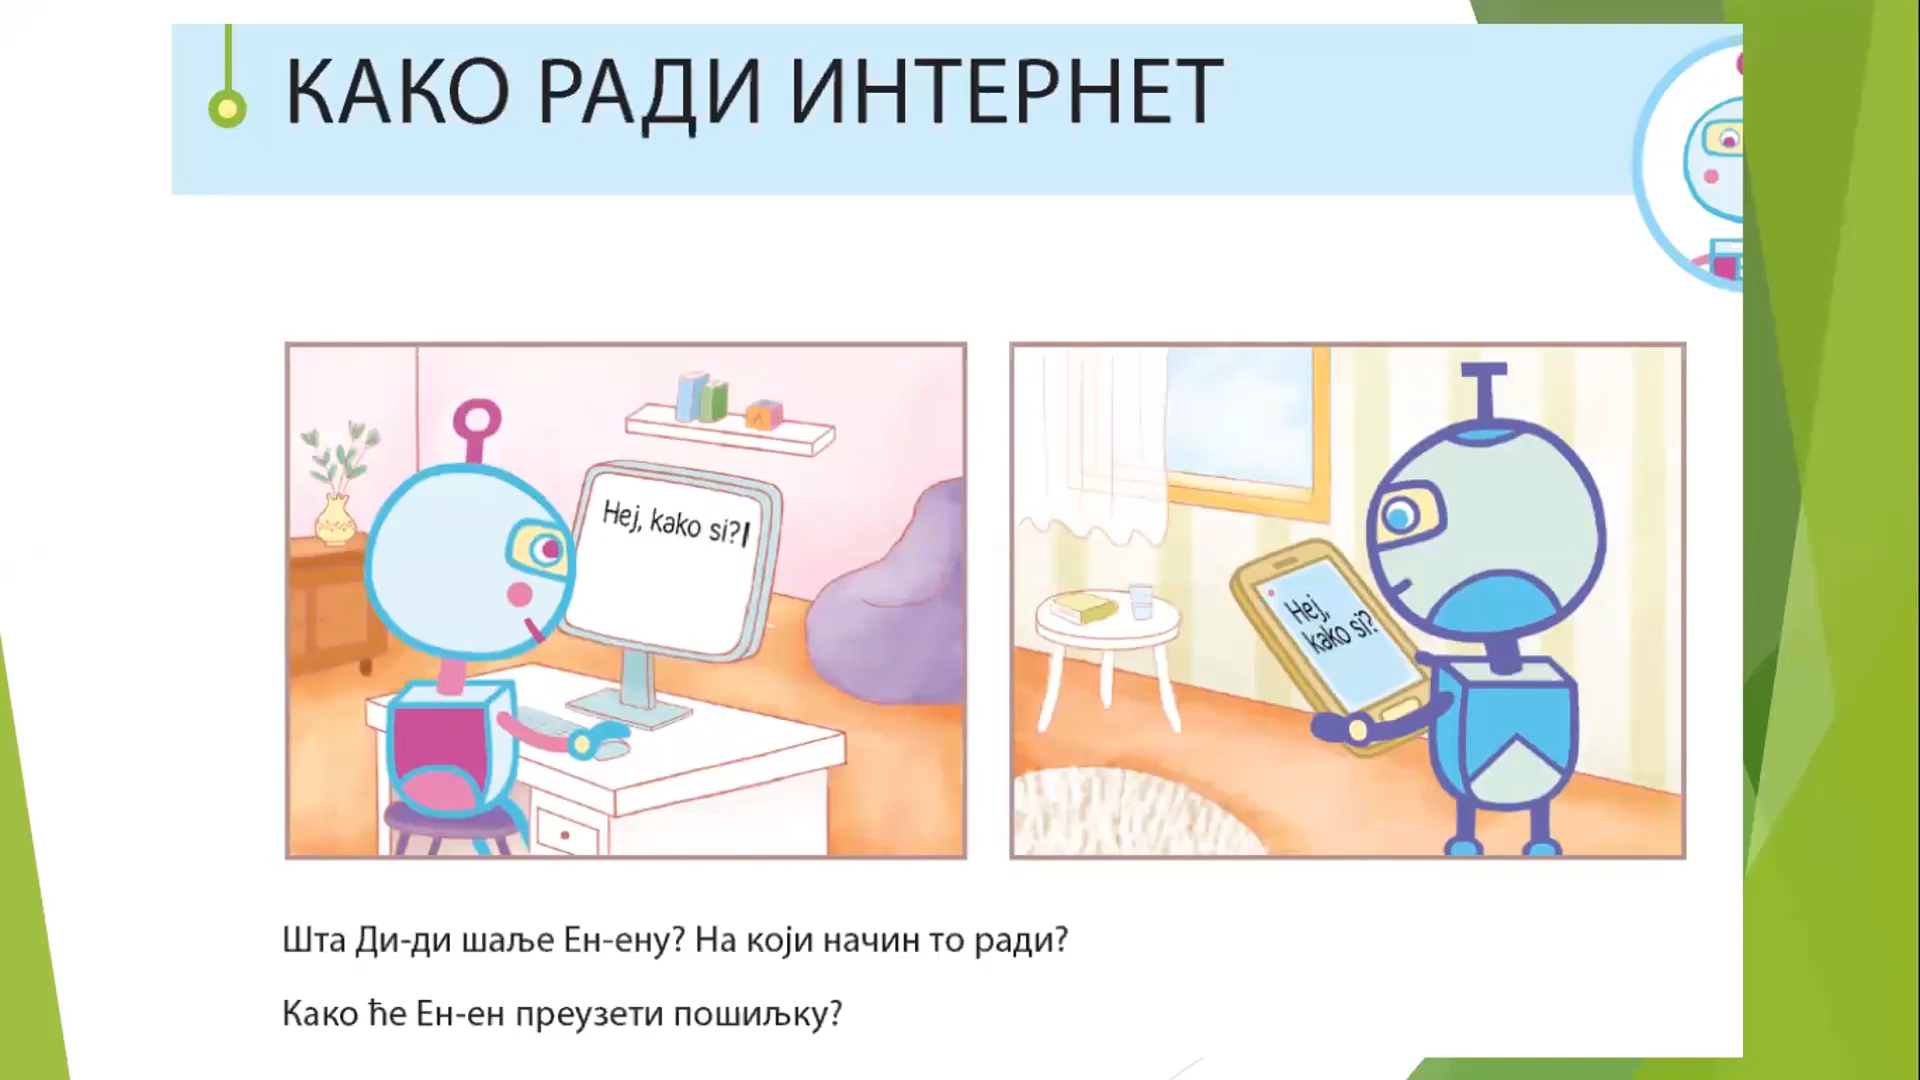 КАКО РАДИ ИНТЕРНЕТ
Hej, kako si?
Hej,
kako si?
Шта Ди-ди шаље Ен-ену? На који начин то ради?
Како ће Ен-ен преузети пошиљку?